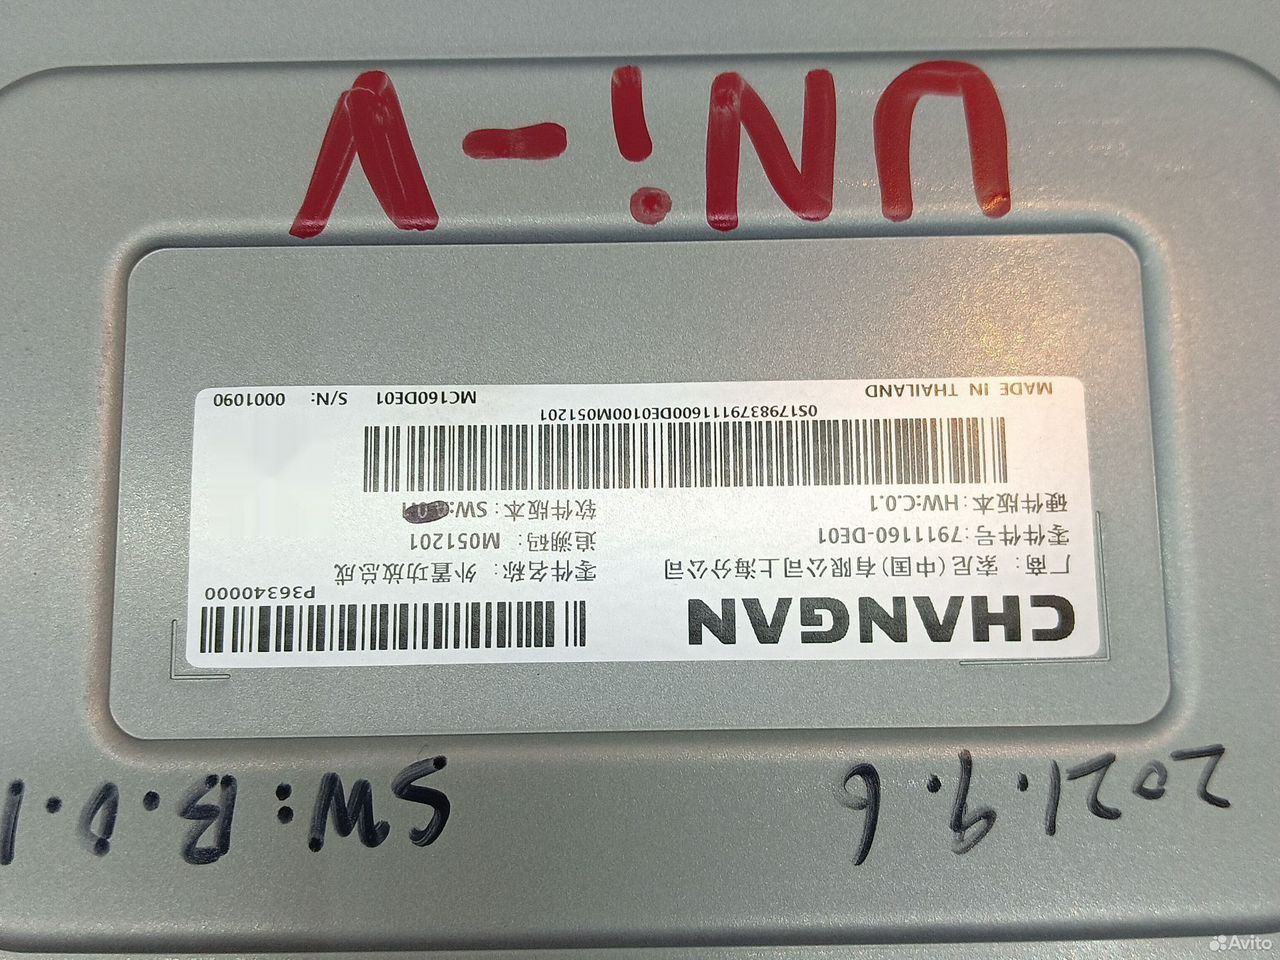 2021.9.6
SW:B.0.1
CHANGAN
P36340000
厂商: 索尼(中国)有限公司上海分公司
零件名称: 外置功放总成
零件号:7911160-DE01
追溯码: M051201
硬件版本:HW:C.0.1
软件版本:SW:
MADE IN THAILAND
MC160DE01
S/N: 0001090
UNi-V
Avito